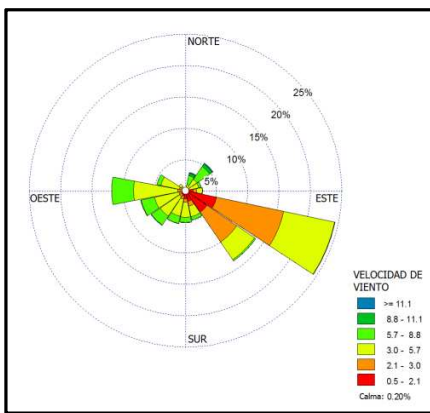 NORTE
25%
20%
15%
10%
5%
OESTE
ESTE
SUR
VELOCIDAD DE
VIENTO
>= 11.1
8.8 - 11.1
5.7 - 8.8
3.0 - 5.7
2.1 - 3.0
0.5 - 2.1
Calma: 0.20%